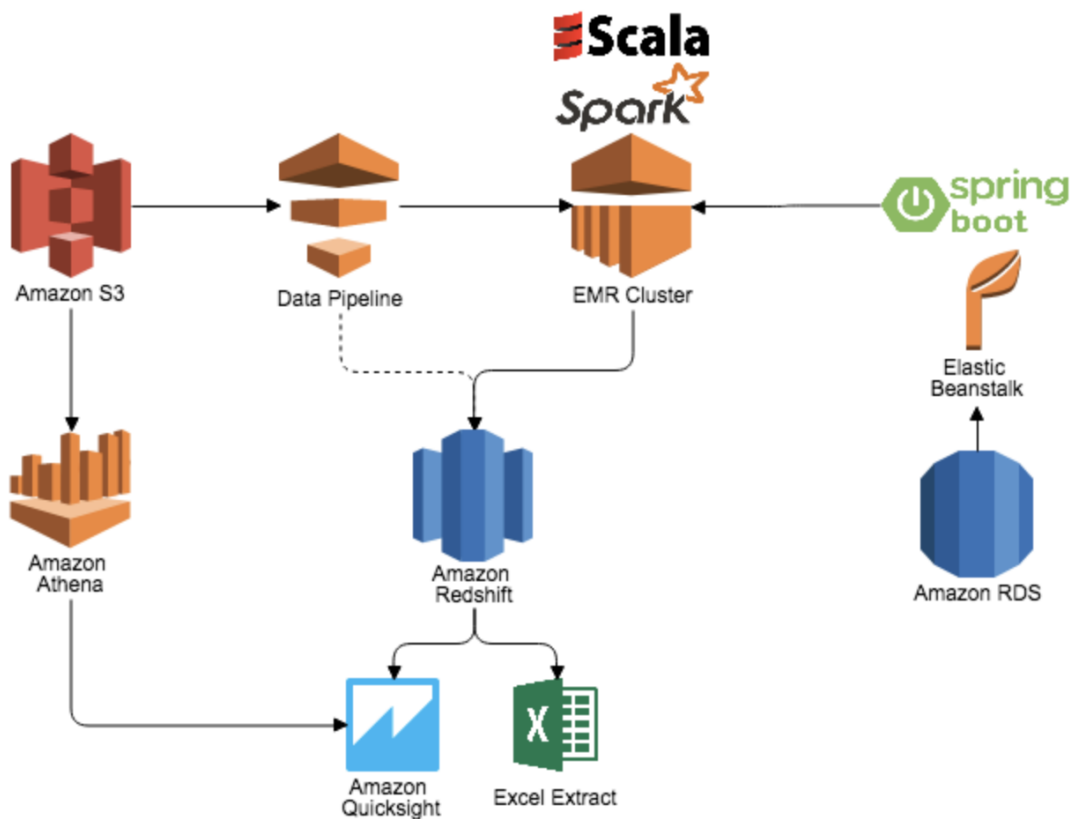 Scala
Spark
spring
boot
Amazon S3
Data Pipeline
EMR Cluster
Elastic
Beanstalk
Amazon
Athena
Amazon
Redshift
Amazon RDS
X
Amazon
Quicksight
Excel Extract